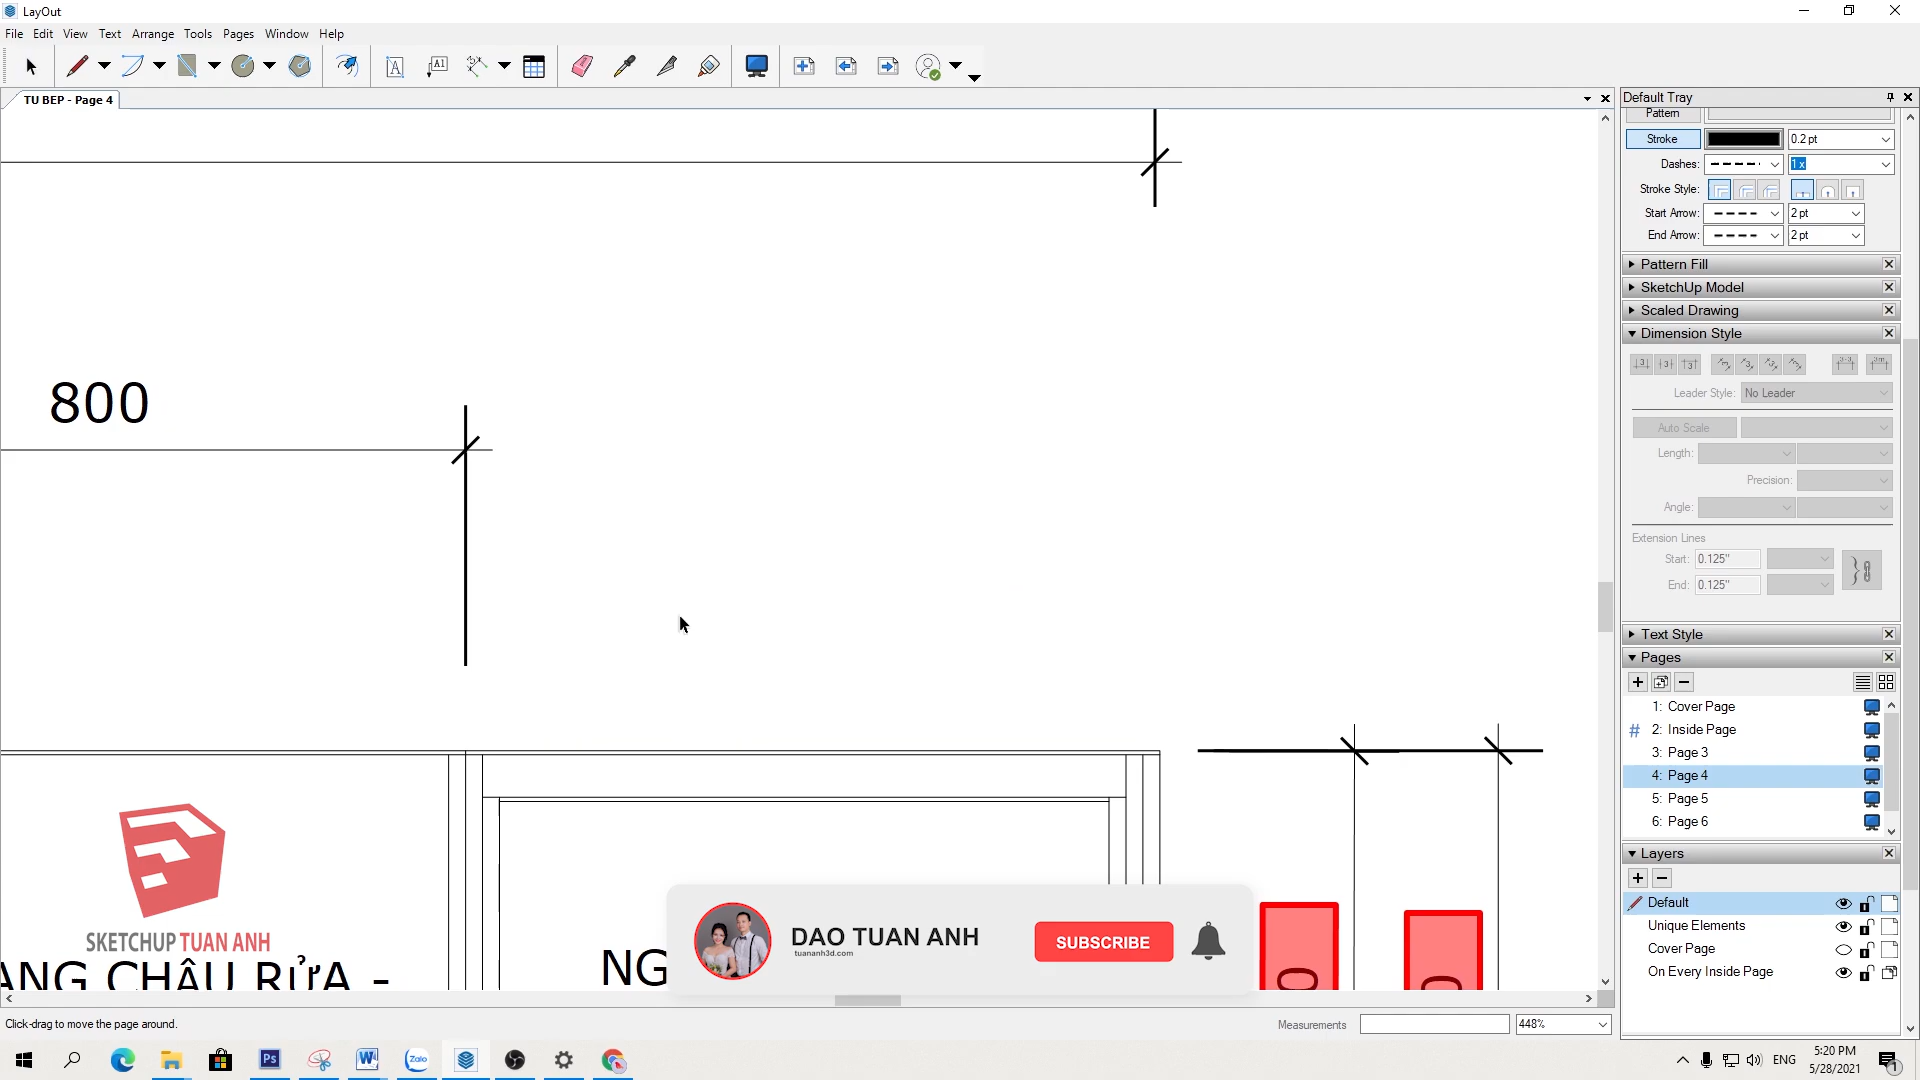 LayOut
File Edit View Text Arrange Tools Pages Window Help
TU BEP - Page 4
Default Tray
Pattern
Stroke 0.2 pt
Dashes: 1 x
Stroke Style:
Start Arrow: 2 pt
End Arrow: 2 pt
Pattern Fill
SketchUp Model
Scaled Drawing
Dimension Style
Leader Style: No Leader
Auto Scale
Length:
Precision:
Angle:
Extension Lines
Start: 0.125"
End: 0.125"
Text Style
Pages
1: Cover Page
# 2: Inside Page
3: Page 3
4: Page 4
5: Page 5
6: Page 6
Layers
Default
Unique Elements
Cover Page
On Every Inside Page
800
SKETCHUP TUAN ANH
ANG CHÂU RỬA -
NG
DAO TUAN ANH
tuananh3d.com
SUBSCRIBE
Click-drag to move the page around.
Measurements
448%
Ps
Zalo
ENG
5:20 PM
5/28/2021